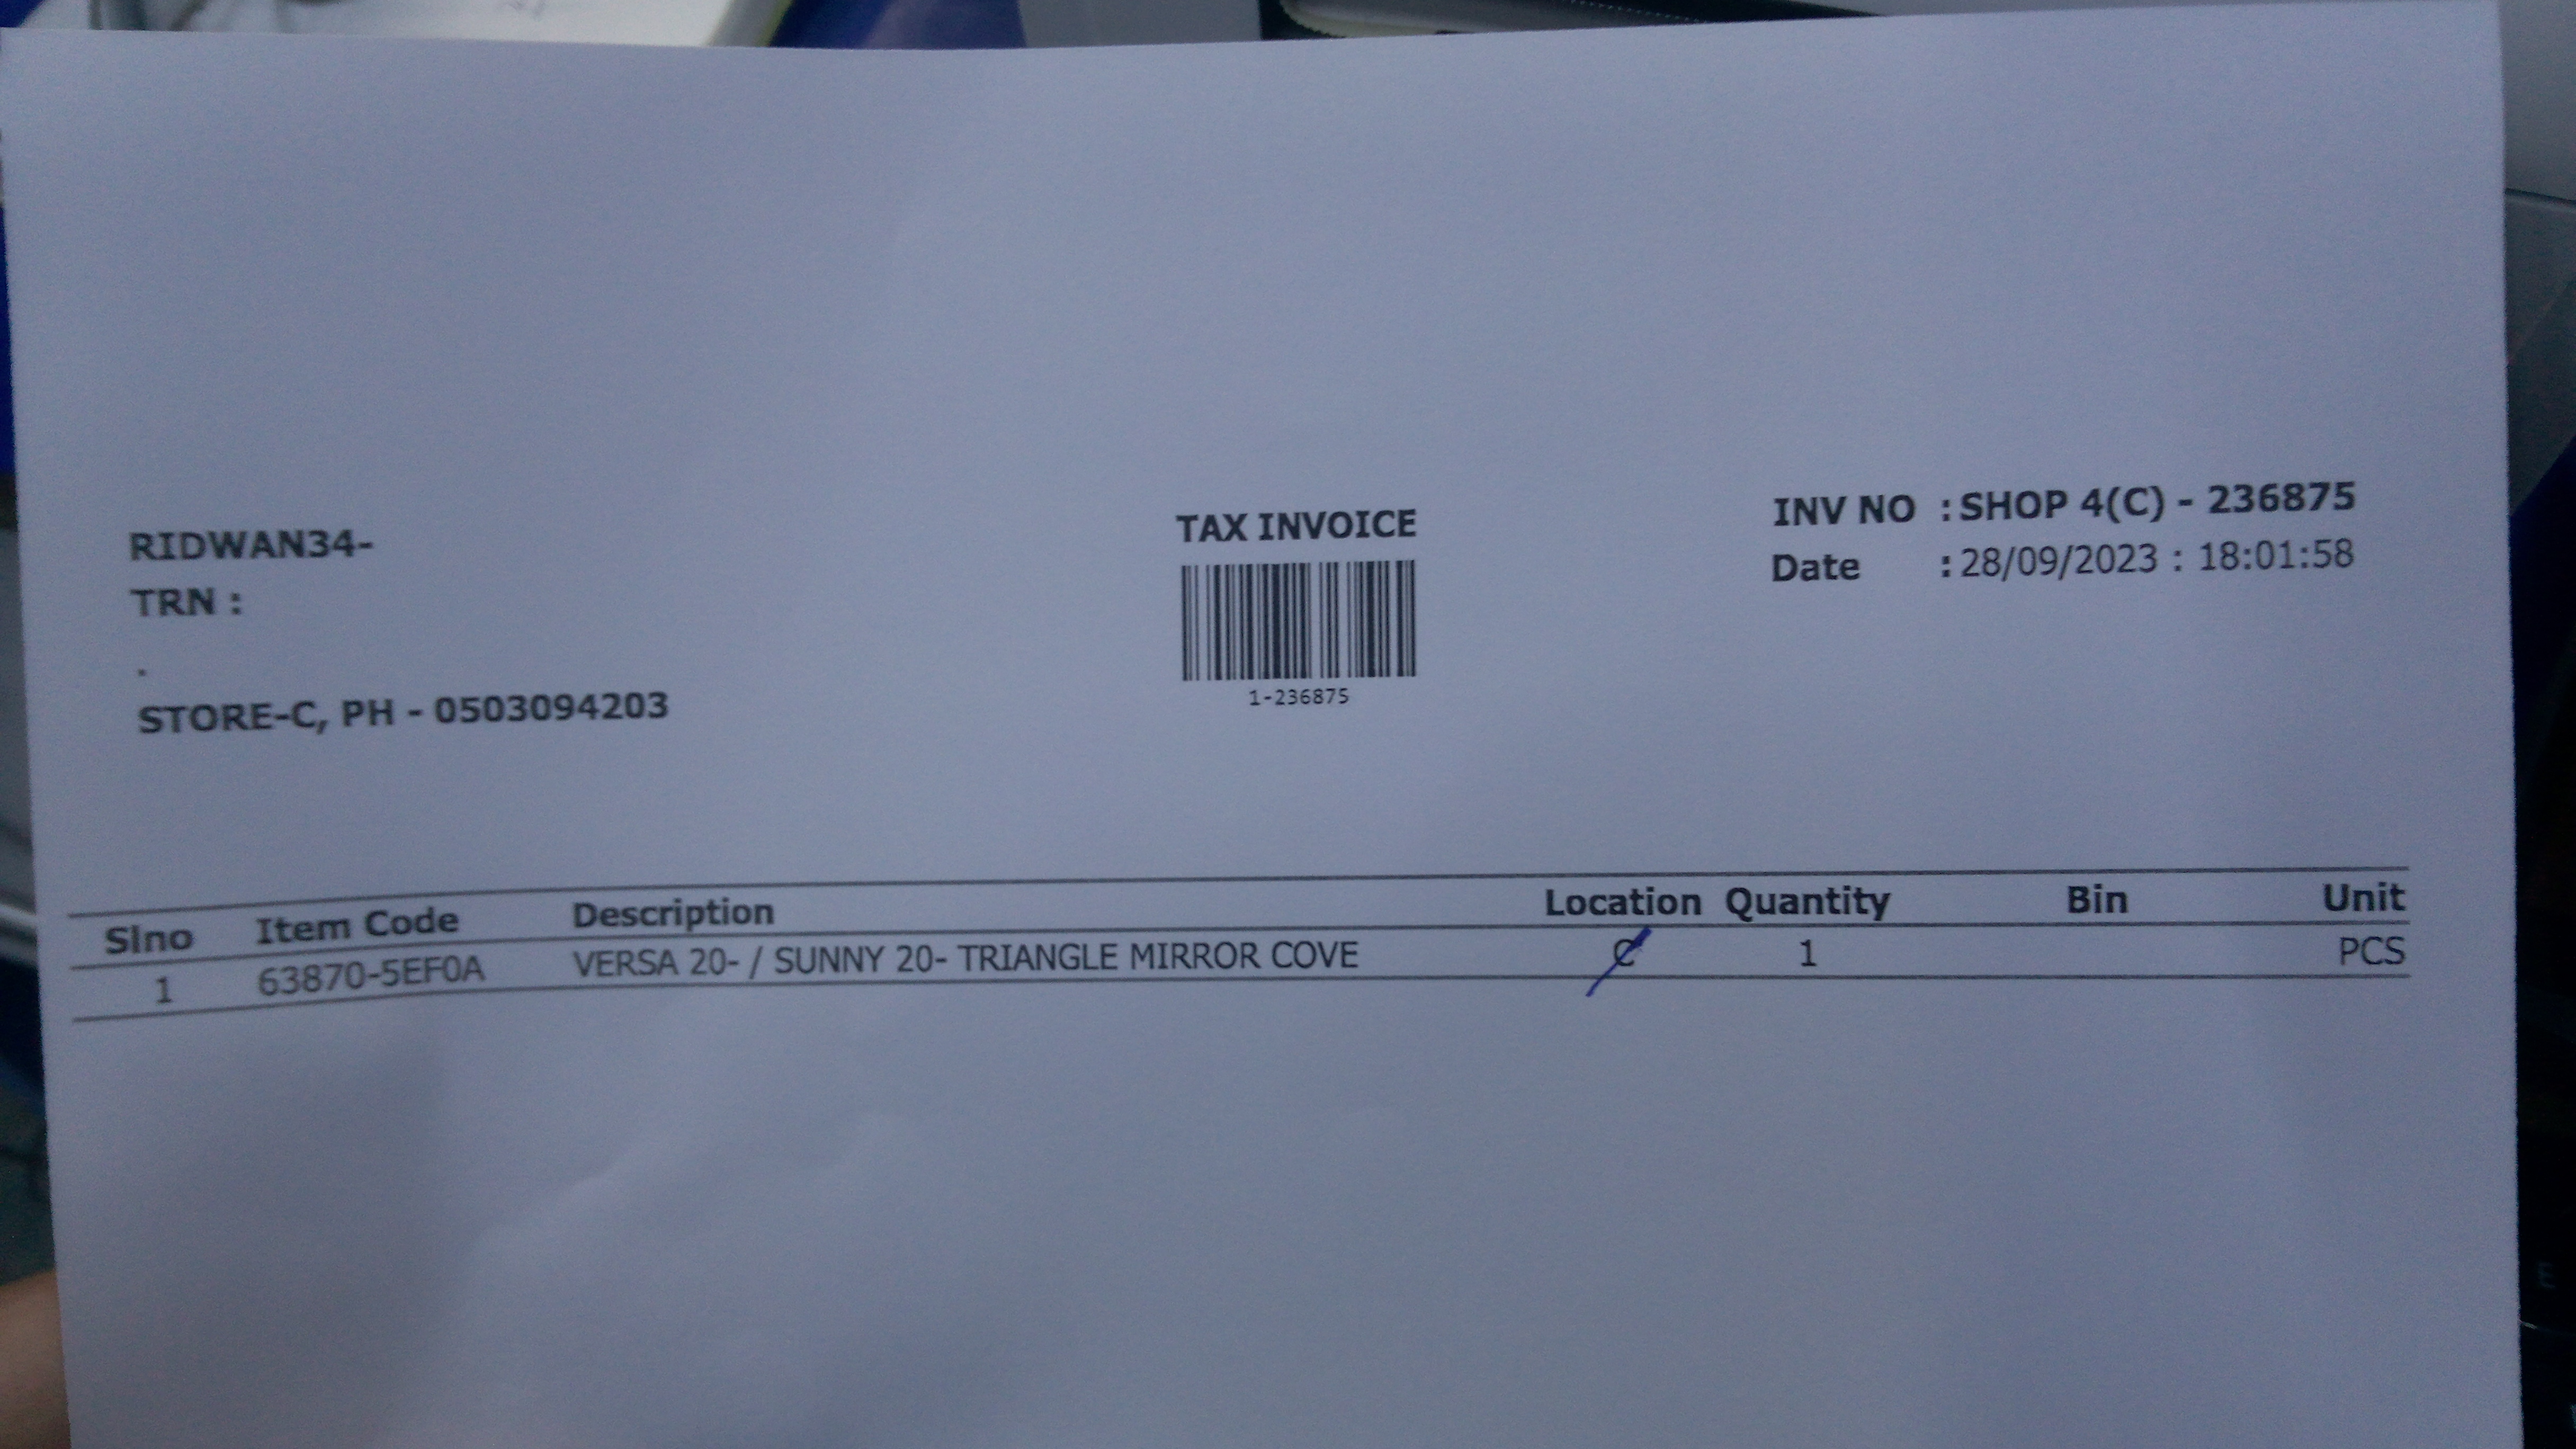 RIDWAN34-
TRN :
.
STORE-C, PH - 0503094203
TAX INVOICE
1-236875
INV NO : SHOP 4(C) - 236875
Date : 28/09/2023 : 18:01:58
Slno Item Code Description Location Quantity Bin Unit
1 63870-5EF0A VERSA 20- / SUNNY 20- TRIANGLE MIRROR COVE C 1 PCS